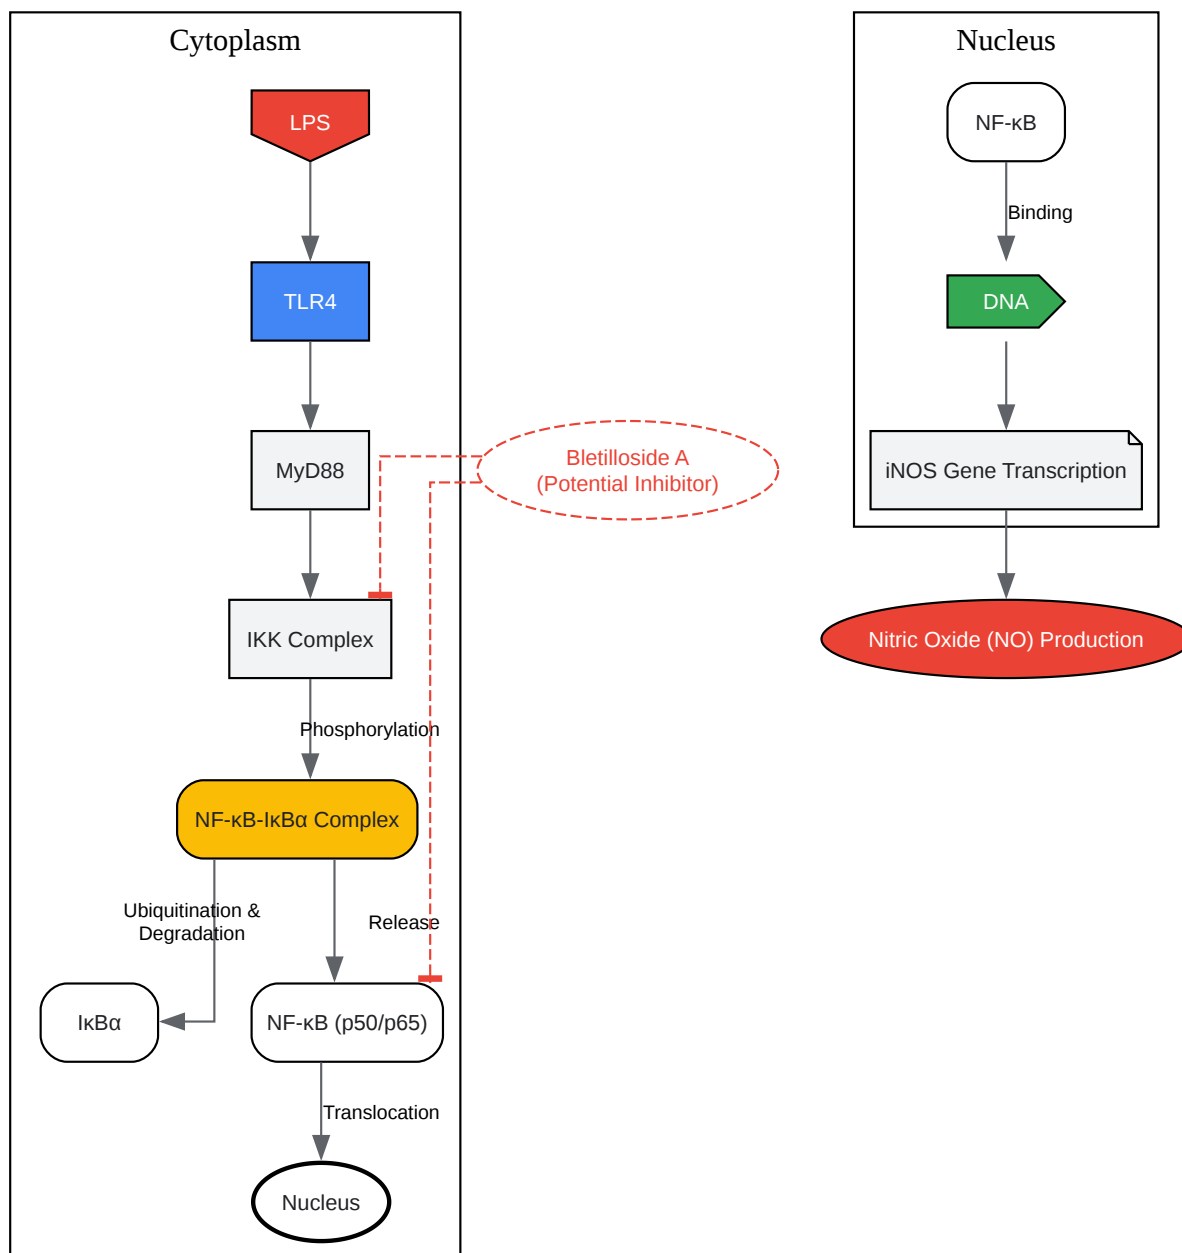 Cytoplasm
LPS
TLR4
MyD88
Bletilloside A
(Potential Inhibitor)
IKK Complex
Phosphorylation
NF-κB-IκBα Complex
Ubiquitination &
Degradation
Release
IκBα
NF-κB (p50/p65)
Translocation
Nucleus
Nucleus
NF-κB
Binding
DNA
iNOS Gene Transcription
Nitric Oxide (NO) Production